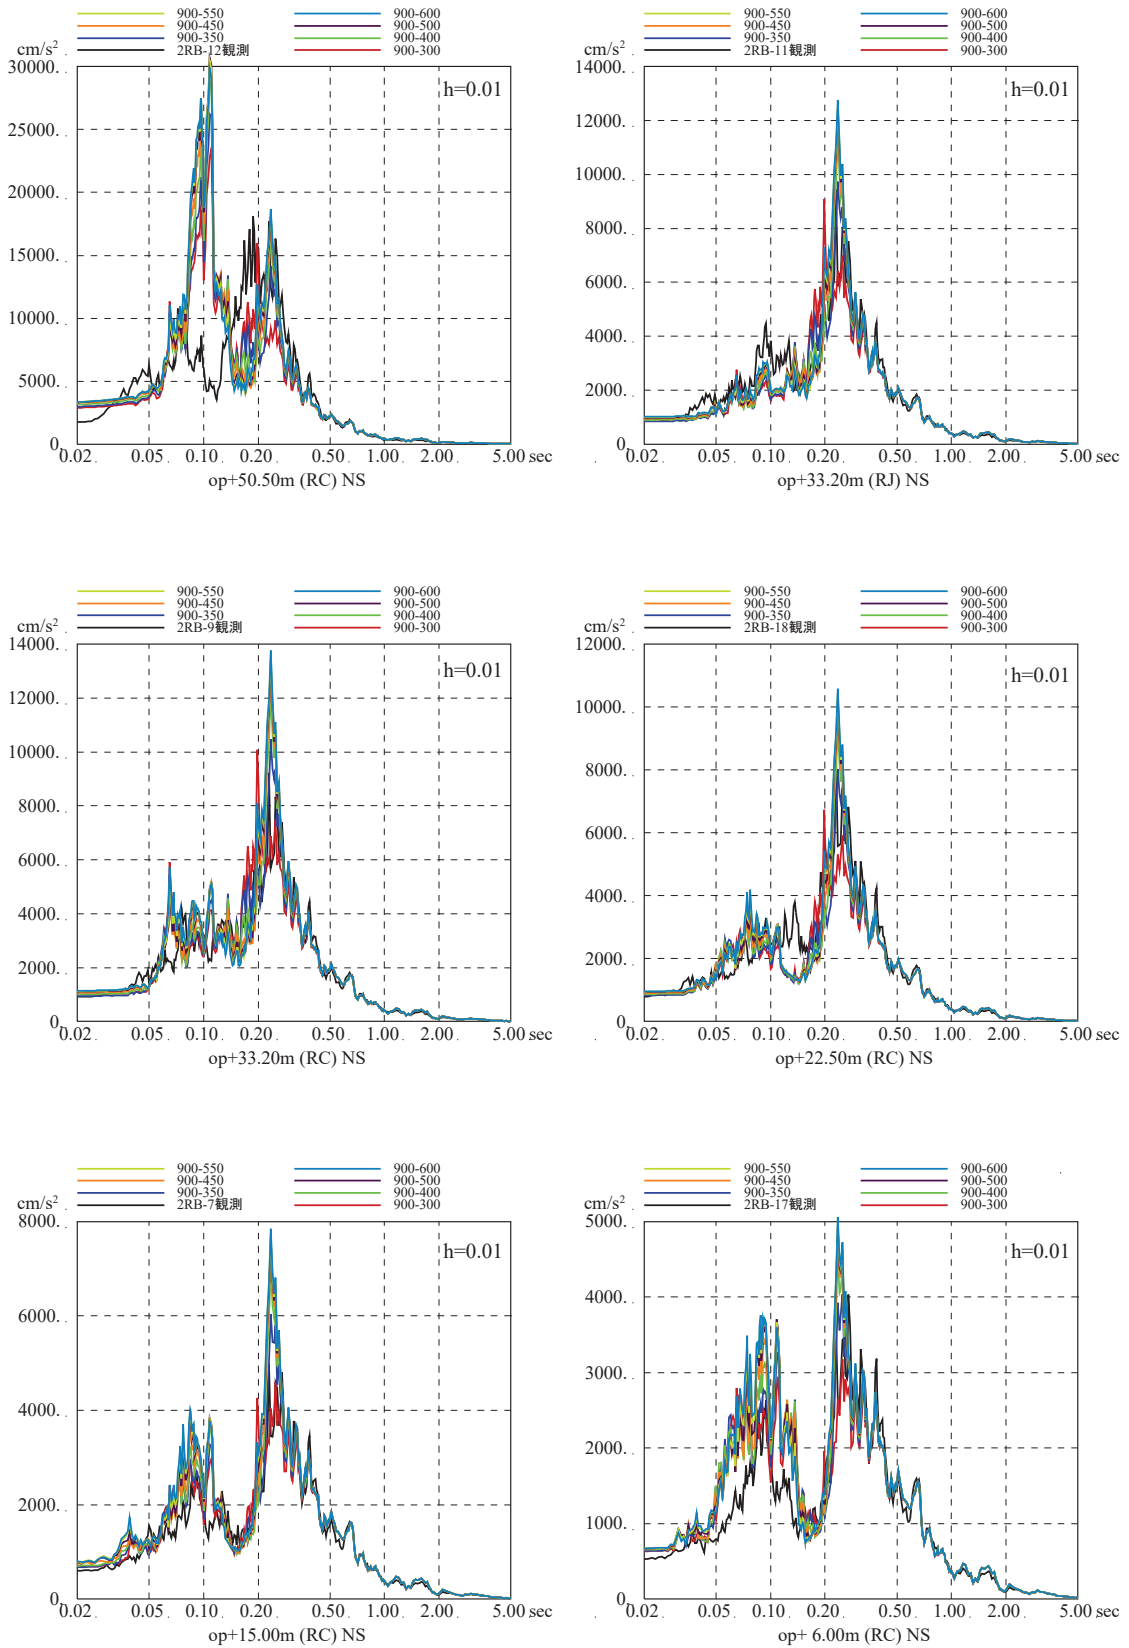 900-550 900-600
900-450 900-500
900-350 900-400
2RB-12観測 900-300
cm/s²
h=0.01
30000.
25000.
20000.
15000.
10000.
5000.
0.
0.02 0.05 0.10 0.20 0.50 1.00 2.00 5.00 sec
op+50.50m (RC) NS
900-550 900-600
900-450 900-500
900-350 900-400
2RB-11観測 900-300
cm/s²
h=0.01
14000.
12000.
10000.
8000.
6000.
4000.
2000.
0.
0.02 0.05 0.10 0.20 0.50 1.00 2.00 5.00 sec
op+33.20m (RJ) NS
900-550 900-600
900-450 900-500
900-350 900-400
2RB-9観測 900-300
cm/s²
h=0.01
14000.
12000.
10000.
8000.
6000.
4000.
2000.
0.
0.02 0.05 0.10 0.20 0.50 1.00 2.00 5.00 sec
op+33.20m (RC) NS
900-550 900-600
900-450 900-500
900-350 900-400
2RB-18観測 900-300
cm/s²
h=0.01
12000.
10000.
8000.
6000.
4000.
2000.
0.
0.02 0.05 0.10 0.20 0.50 1.00 2.00 5.00 sec
op+22.50m (RC) NS
900-550 900-600
900-450 900-500
900-350 900-400
2RB-7観測 900-300
cm/s²
h=0.01
8000.
6000.
4000.
2000.
0.
0.02 0.05 0.10 0.20 0.50 1.00 2.00 5.00 sec
op+15.00m (RC) NS
900-550 900-600
900-450 900-500
900-350 900-400
2RB-17観測 900-300
cm/s²
h=0.01
5000.
4000.
3000.
2000.
1000.
0.
0.02 0.05 0.10 0.20 0.50 1.00 2.00 5.00 sec
op+ 6.00m (RC) NS